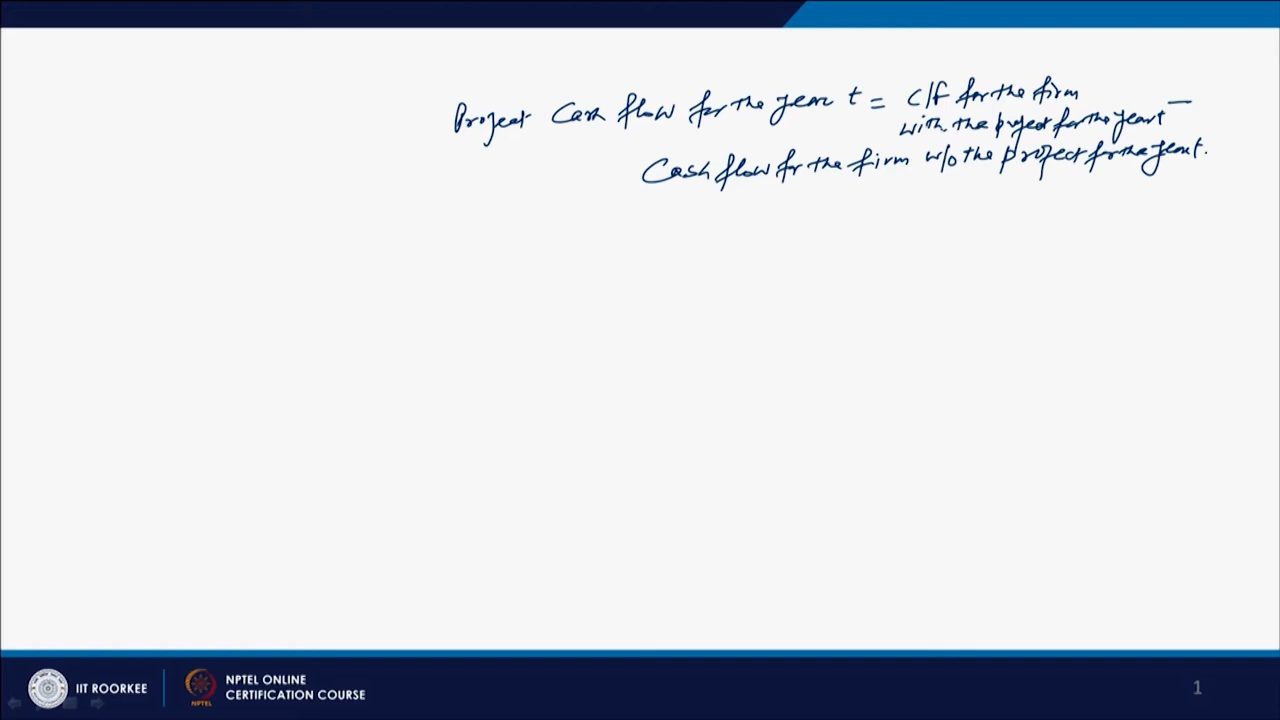 Project Cash flow for the year t = C/F for the firm
with the project for the year t –
Cash flow for the firm w/o the project for the year t.
IIT ROORKEE
NPTEL ONLINE
CERTIFICATION COURSE
NPTEL
1